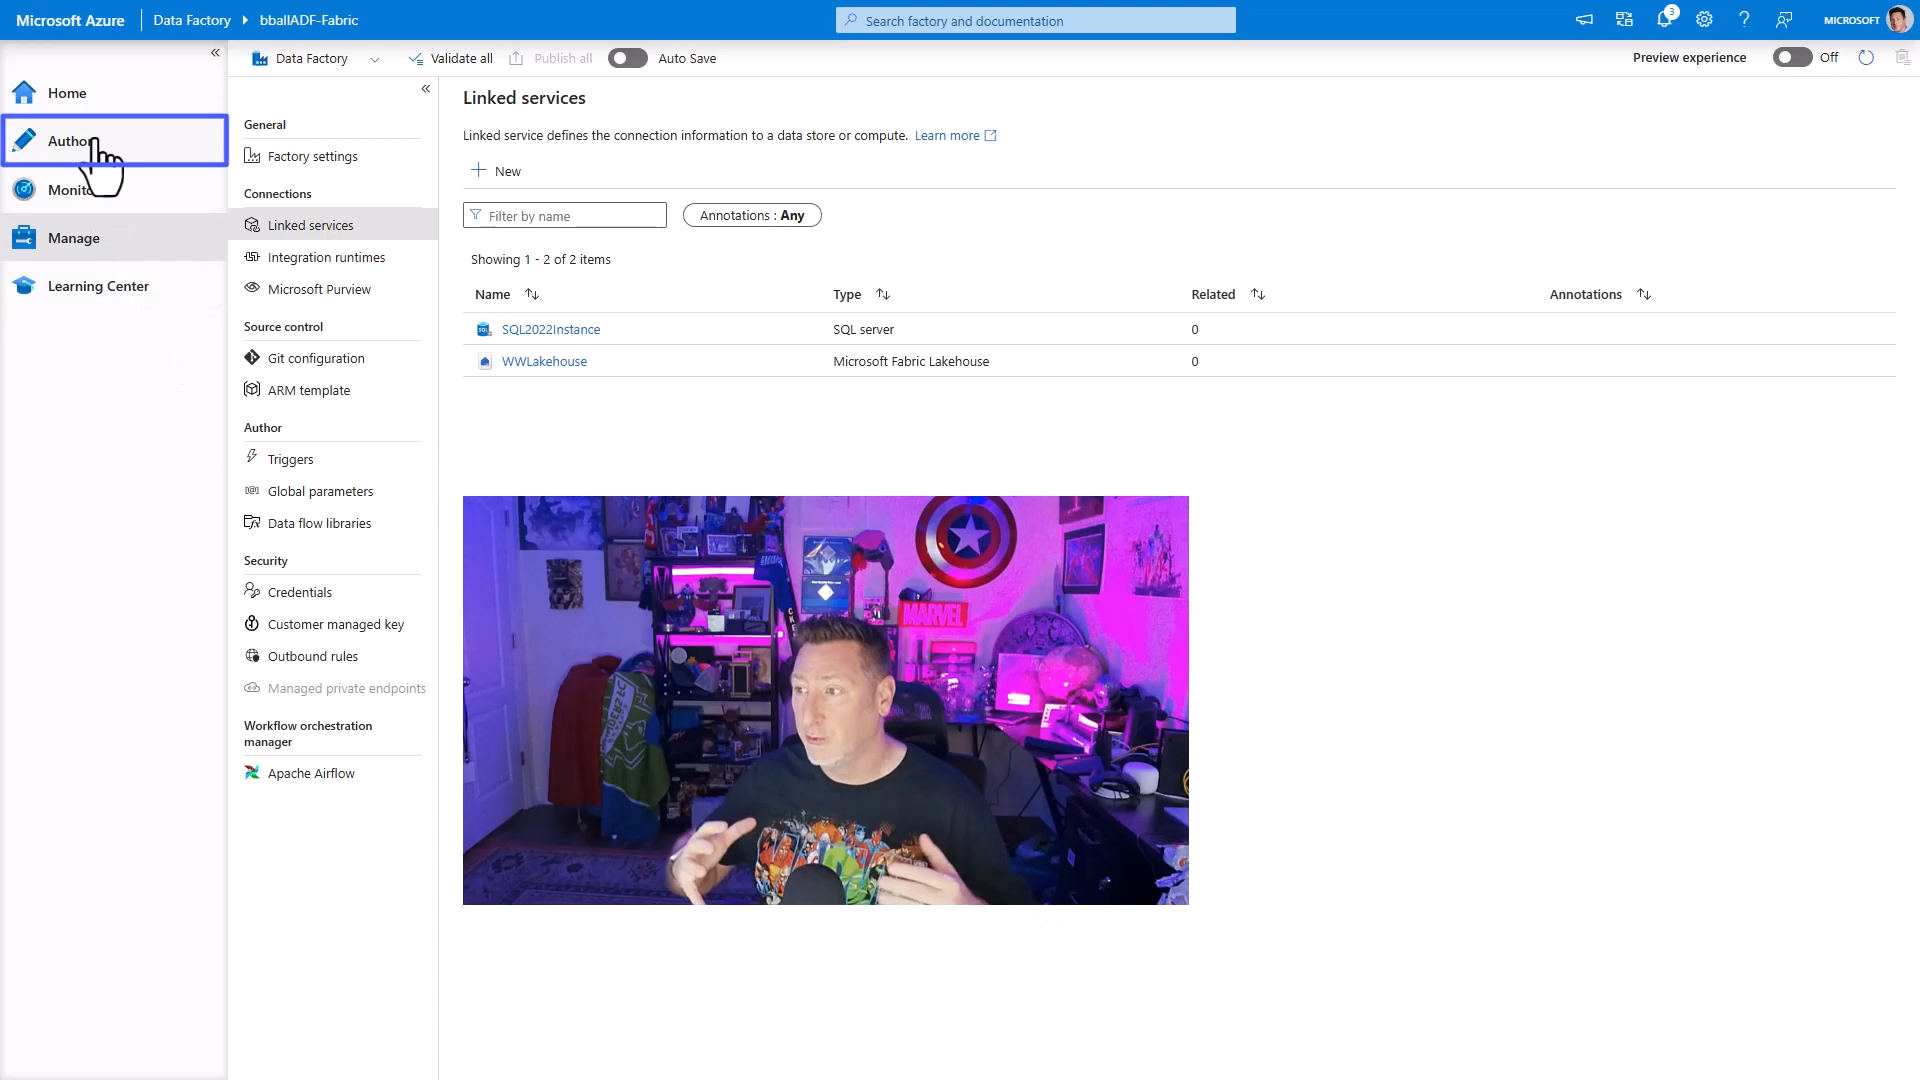 Microsoft Azure
Data Factory
bballADF-Fabric
Search factory and documentation
3
MICROSOFT
Home
Author
Monito
Manage
Learning Center
Data Factory
Validate all
Publish all
Auto Save
Preview experience
Off
General
Factory settings
Connections
Linked services
Integration runtimes
Microsoft Purview
Source control
Git configuration
ARM template
Author
Triggers
Global parameters
Data flow libraries
Security
Credentials
Customer managed key
Outbound rules
Managed private endpoints
Workflow orchestration
manager
Apache Airflow
Linked services
Linked service defines the connection information to a data store or compute. Learn more
New
Filter by name
Annotations : Any
Showing 1 - 2 of 2 items
Name
Type
Related
Annotations
SQL2022Instance
SQL server
0
WWLakehouse
Microsoft Fabric Lakehouse
0
MARVEL